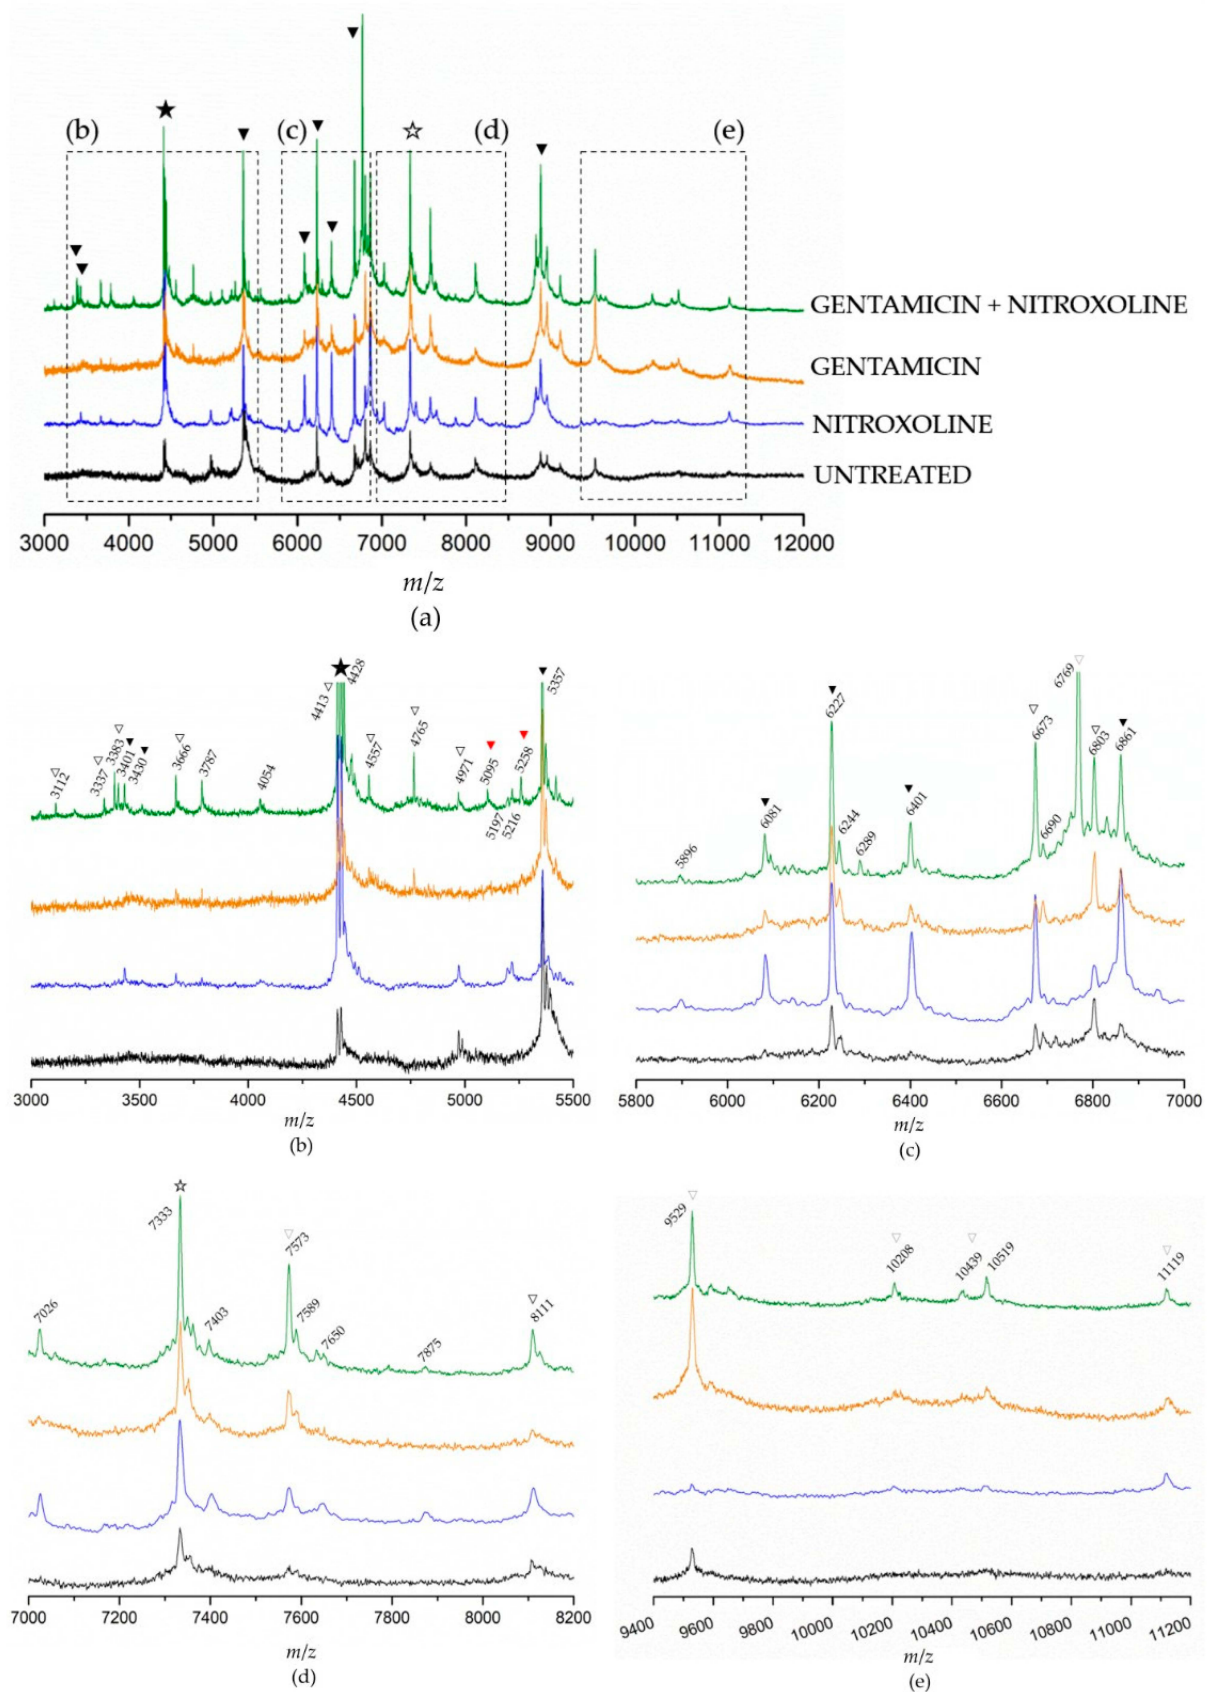 (b)
(c)
(d)
(e)
GENTAMICIN + NITROXOLINE
GENTAMICIN
NITROXOLINE
UNTREATED
3000 4000 5000 6000 7000 8000 9000 10000 11000 12000
m/z
(a)
3112 3337 3383 3401 3430 3666 3787 4054 4413 4428 4557 4765 4971 5095 5197 5216 5258 5357
3000 3500 4000 4500 5000 5500
m/z
(b)
5896 6081 6227 6244 6289 6401 6673 6690 6769 6803 6861
5800 6000 6200 6400 6600 6800 7000
m/z
(c)
7026 7333 7403 7573 7589 7650 7875 8111
7000 7200 7400 7600 7800 8000 8200
m/z
(d)
9529 10208 10439 10519 11119
9400 9600 9800 10000 10200 10400 10600 10800 11000 11200
m/z
(e)